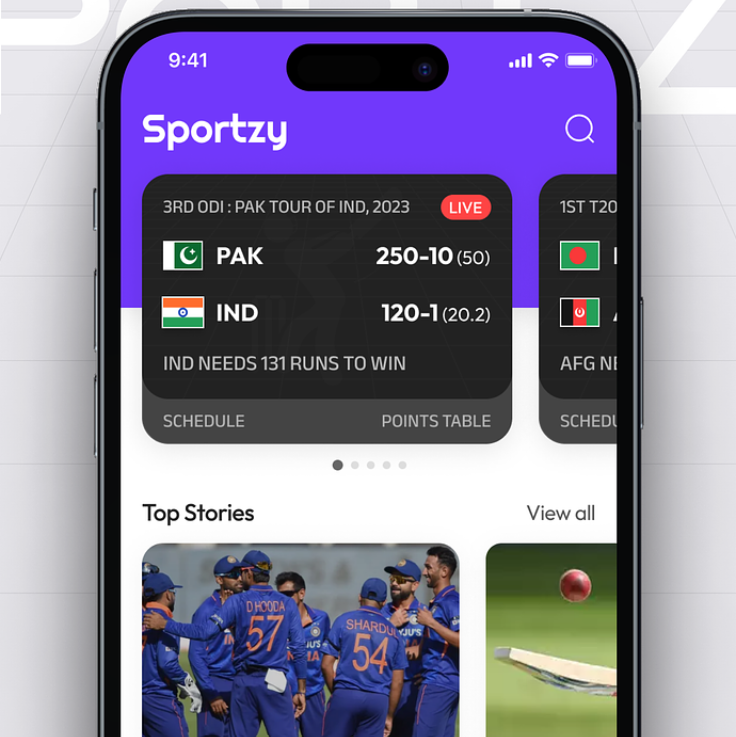 9:41
Sportzy
3RD ODI : PAK TOUR OF IND, 2023 LIVE
PAK 250-10 (50)
IND 120-1 (20.2)
IND NEEDS 131 RUNS TO WIN
SCHEDULE POINTS TABLE
1ST T20
AFG NE
SCHEDU
Top Stories View all
D HOODA
57
SHARDU
54